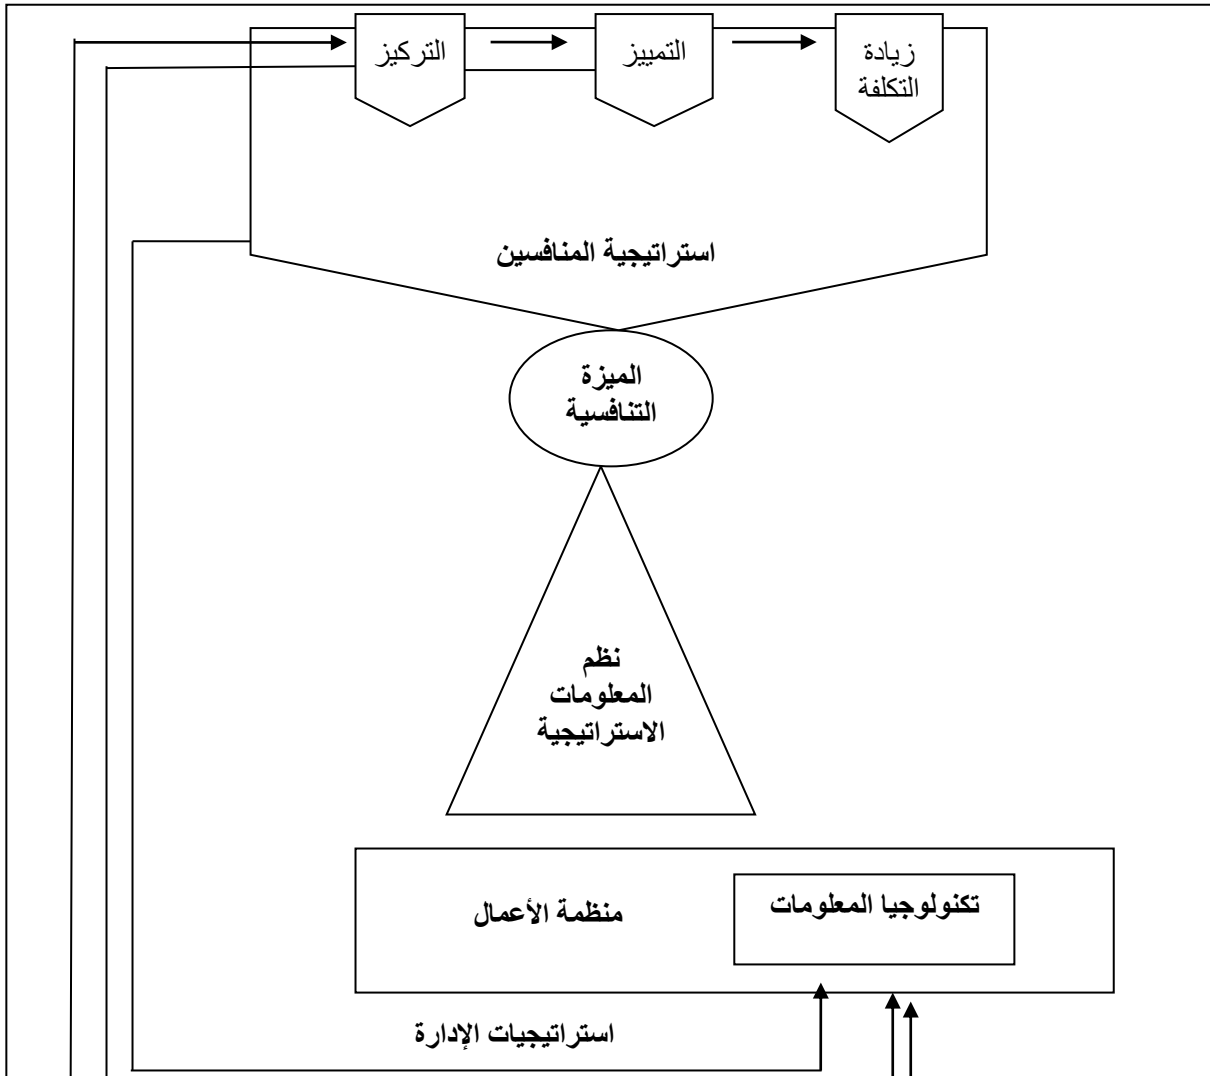 زيادة
التكلفة
التمييز
التركيز
استراتيجية المنافسين
الميزة
التنافسية
نظم
المعلومات
الاستراتيجية
تكنولوجيا المعلومات
منظمة الأعمال
استراتيجيات الإدارة